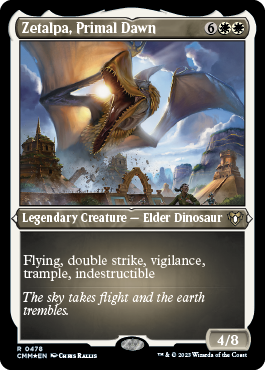 Zetalpa, Primal Dawn 6
Legendary Creature — Elder Dinosaur
Flying, double strike, vigilance,
trample, indestructible
The sky takes flight and the earth
trembles.
4/8
R 0478
CMM★EN CHRIS RALLIS
™ & © 2023 Wizards of the Coast